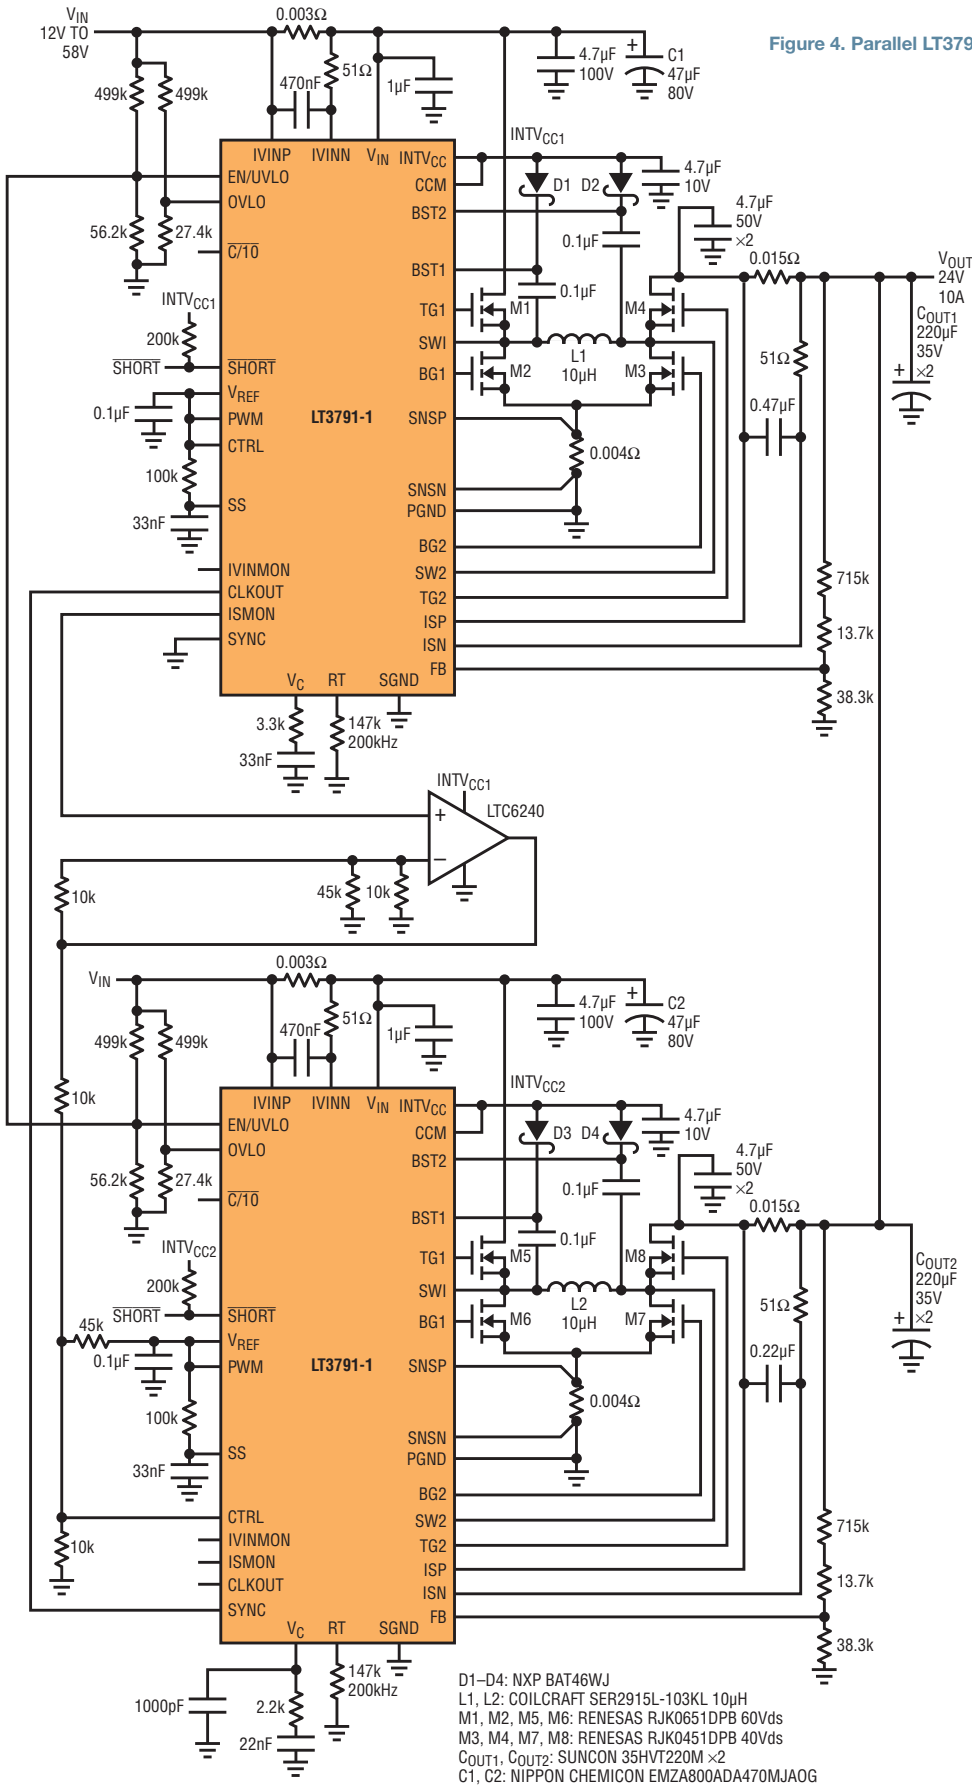 Figure 4. Parallel LT379
VIN
12V TO
58V
0.003Ω
499k
499k
470nF
51Ω
1µF
4.7µF
100V
+
C1
47µF
80V
INTVCC1
IVINP
IVINN
VIN
INTVCC
EN/UVLO
CCM
D1
D2
4.7µF
10V
OVLO
BST2
4.7µF
50V
×2
56.2k
27.4k
C/10
0.1µF
0.015Ω
VOUT
24V
10A
BST1
0.1µF
INTVCC1
TG1
M1
M4
COUT1
220µF
35V
×2
+
200k
SWI
L1
10µH
51Ω
SHORT
SHORT
BG1
M2
M3
VREF
0.1µF
PWM
LT3791-1
SNSP
0.47µF
CTRL
0.004Ω
100k
SNSN
SS
PGND
33nF
BG2
IVINMON
SW2
715k
CLKOUT
TG2
ISMON
ISP
13.7k
SYNC
ISN
FB
VC
RT
SGND
38.3k
3.3k
147k
200kHz
33nF
INTVCC1
+
LTC6240
–
10k
45k
10k
VIN
0.003Ω
499k
499k
470nF
51Ω
1µF
4.7µF
100V
+
C2
47µF
80V
10k
INTVCC2
IVINP
IVINN
VIN
INTVCC
EN/UVLO
CCM
D3
D4
4.7µF
10V
OVLO
BST2
4.7µF
50V
×2
56.2k
27.4k
C/10
0.1µF
0.015Ω
BST1
0.1µF
INTVCC2
TG1
M5
M8
COUT2
220µF
35V
×2
+
200k
SWI
L2
10µH
51Ω
SHORT
SHORT
BG1
M6
M7
45k
VREF
0.1µF
PWM
LT3791-1
SNSP
0.22µF
0.004Ω
100k
SNSN
SS
PGND
33nF
BG2
CTRL
SW2
715k
10k
IVINMON
TG2
ISMON
ISP
13.7k
CLKOUT
ISN
SYNC
FB
VC
RT
SGND
38.3k
147k
200kHz
1000pF
2.2k
22nF
D1–D4: NXP BAT46WJ
L1, L2: COILCRAFT SER2915L-103KL 10µH
M1, M2, M5, M6: RENESAS RJK0651DPB 60Vds
M3, M4, M7, M8: RENESAS RJK0451DPB 40Vds
COUT1, COUT2: SUNCON 35HVT220M ×2
C1, C2: NIPPON CHEMICON EMZA800ADA470MJAOG